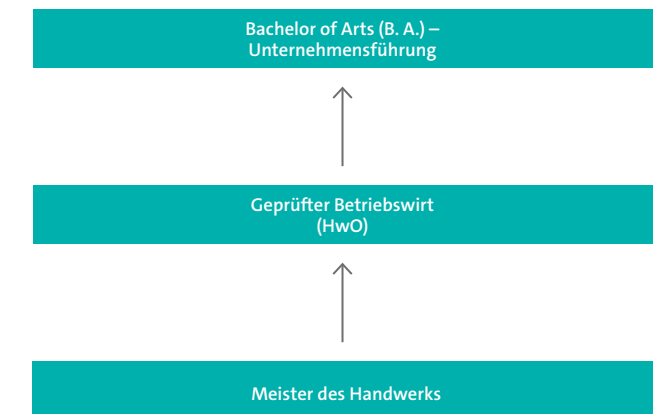 Bachelor of Arts (B. A.) –
Unternehmensführung
Geprüfter Betriebswirt
(HwO)
Meister des Handwerks